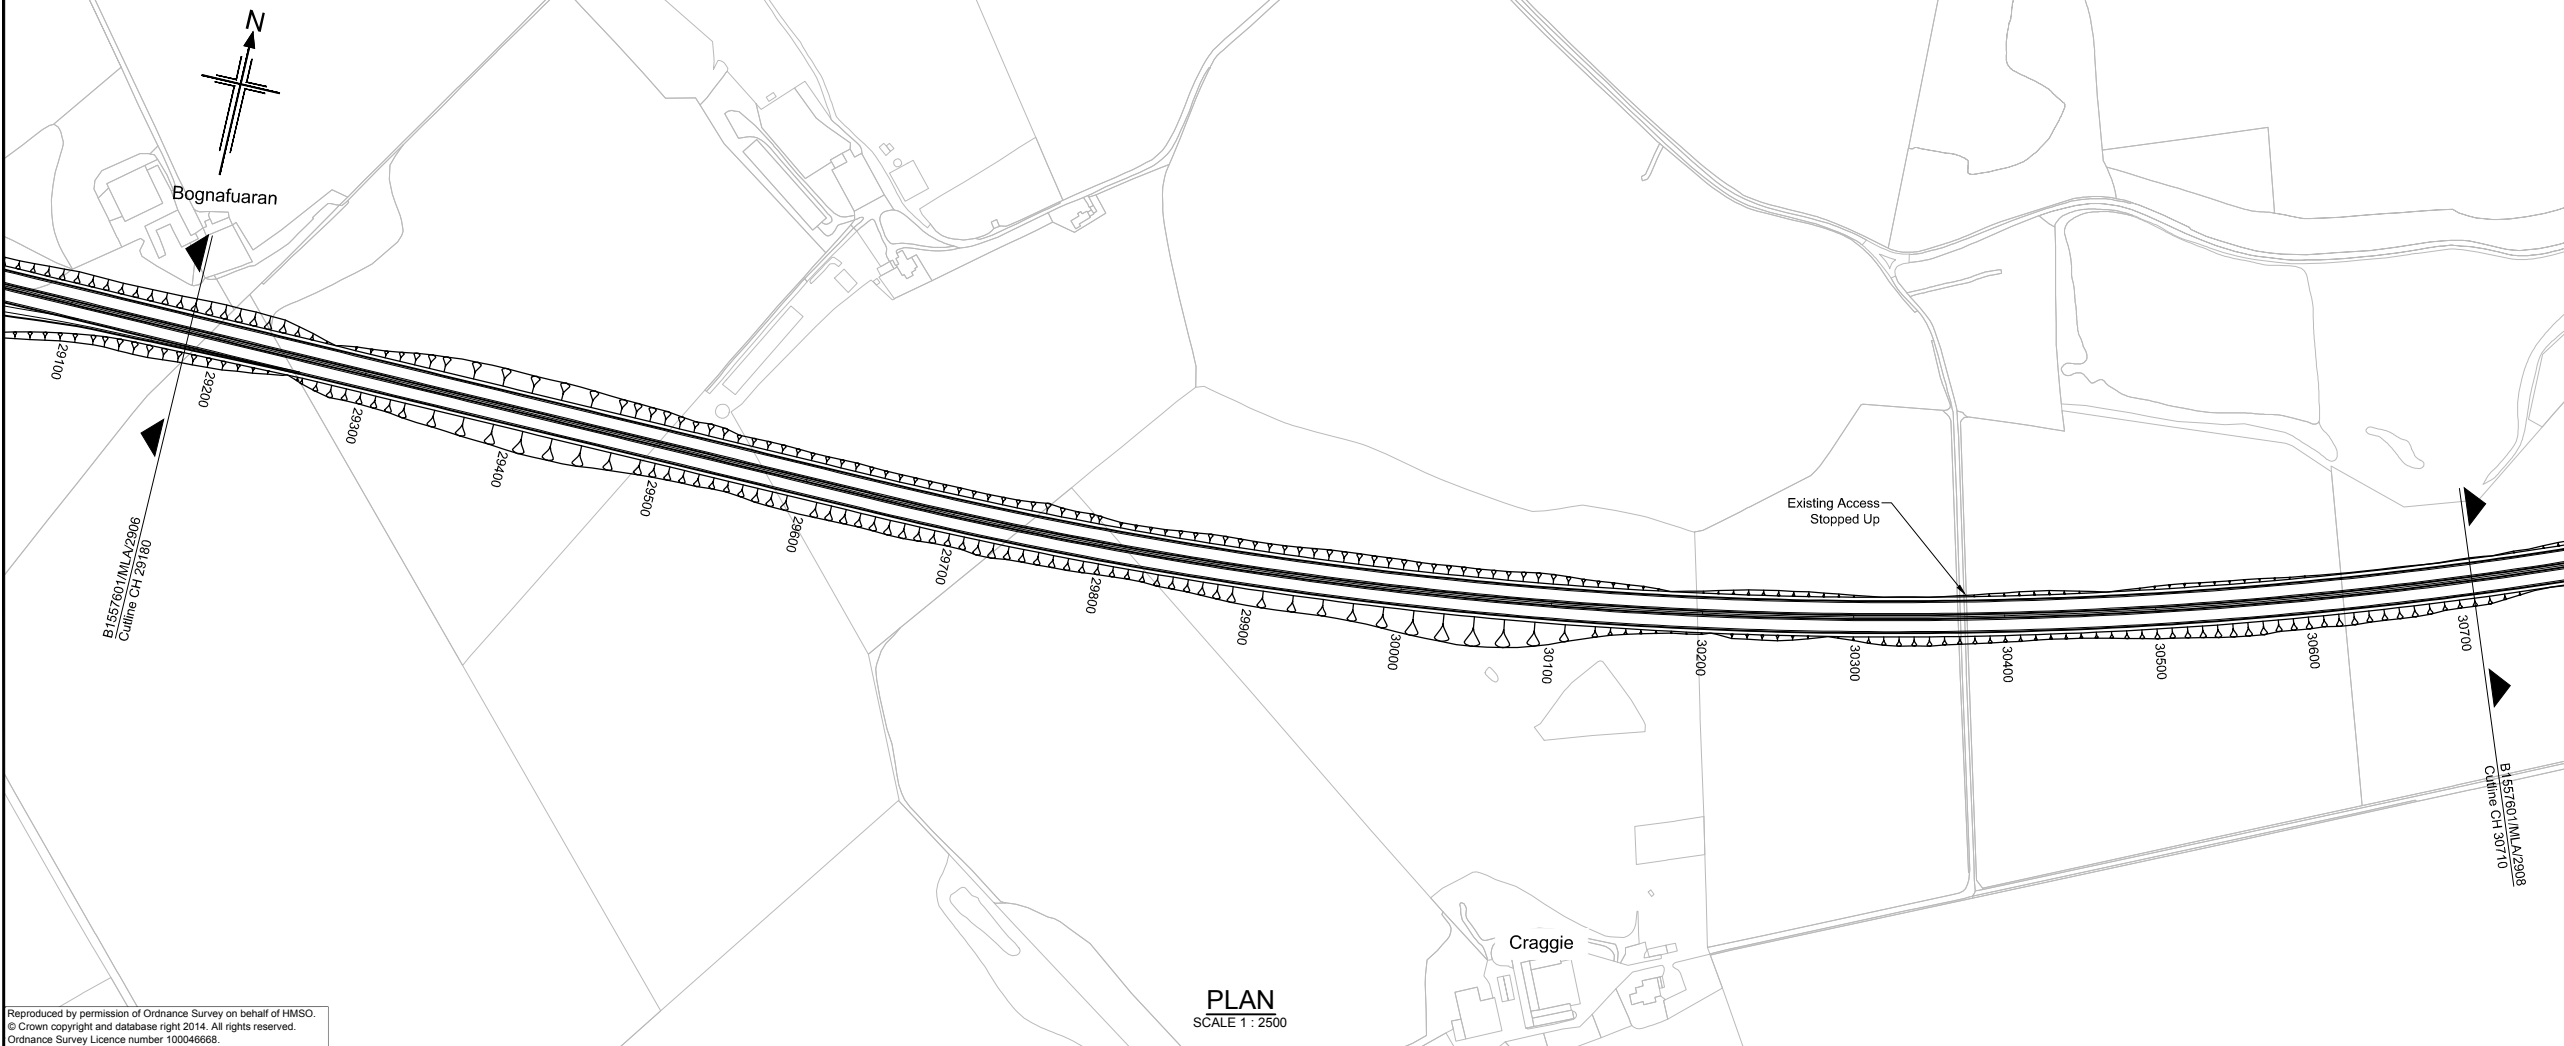 N
Bognafuaran
29100
29200
29300
29400
29500
29600
29700
29800
29900
30000
30100
30200
30300
30400
30500
30600
30700
B1557601/MLA/2906
Cutline CH 29180
Existing Access
Stopped Up
B1557601/MLA/2908
Cutline CH 30710
Craggie
PLAN
SCALE 1 : 2500
Reproduced by permission of Ordnance Survey on behalf of HMSO.
© Crown copyright and database right 2014. All rights reserved.
Ordnance Survey Licence number 100046668.